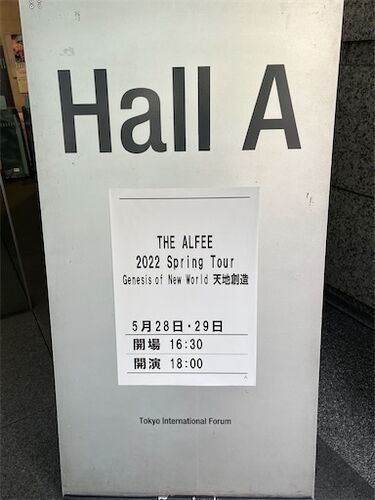 Hall A
THE ALFEE
2022 Spring Tour
Genesis of New World 天地創造
5月28日・29日
開場 16:30
開演 18:00
Tokyo International Forum